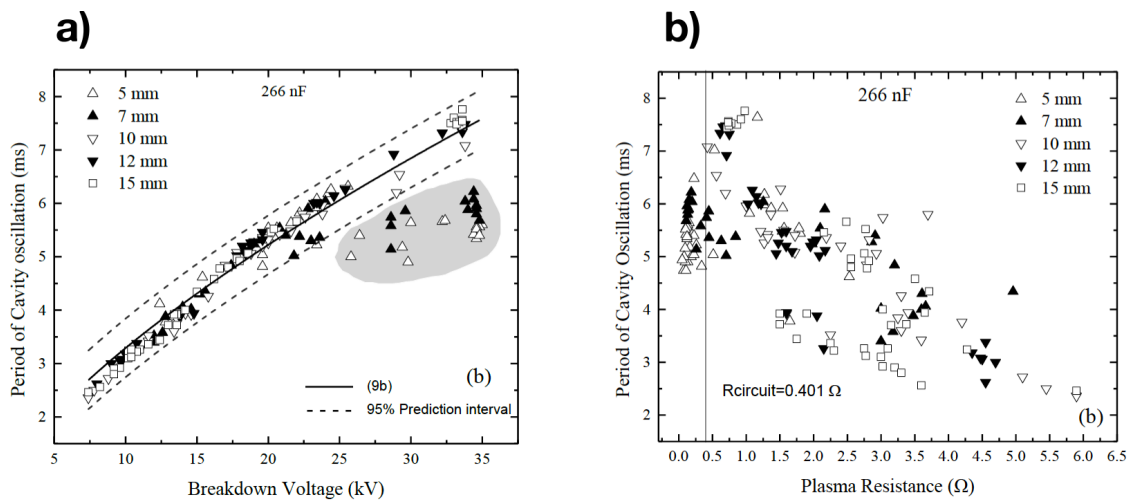 a)
Period of Cavity oscillation (ms)
8
7
6
5
4
3
2
5 mm
7 mm
10 mm
12 mm
15 mm
266 nF
(9b)
95% Prediction interval
(b)
5
10
15
20
25
30
35
Breakdown Voltage (kV)
b)
Period of Cavity Oscillation (ms)
8
7
6
5
4
3
2
266 nF
5 mm
7 mm
10 mm
12 mm
15 mm
Rcircuit=0.401 Ω
(b)
0.0 0.5 1.0 1.5 2.0 2.5 3.0 3.5 4.0 4.5 5.0 5.5 6.0 6.5
Plasma Resistance (Ω)